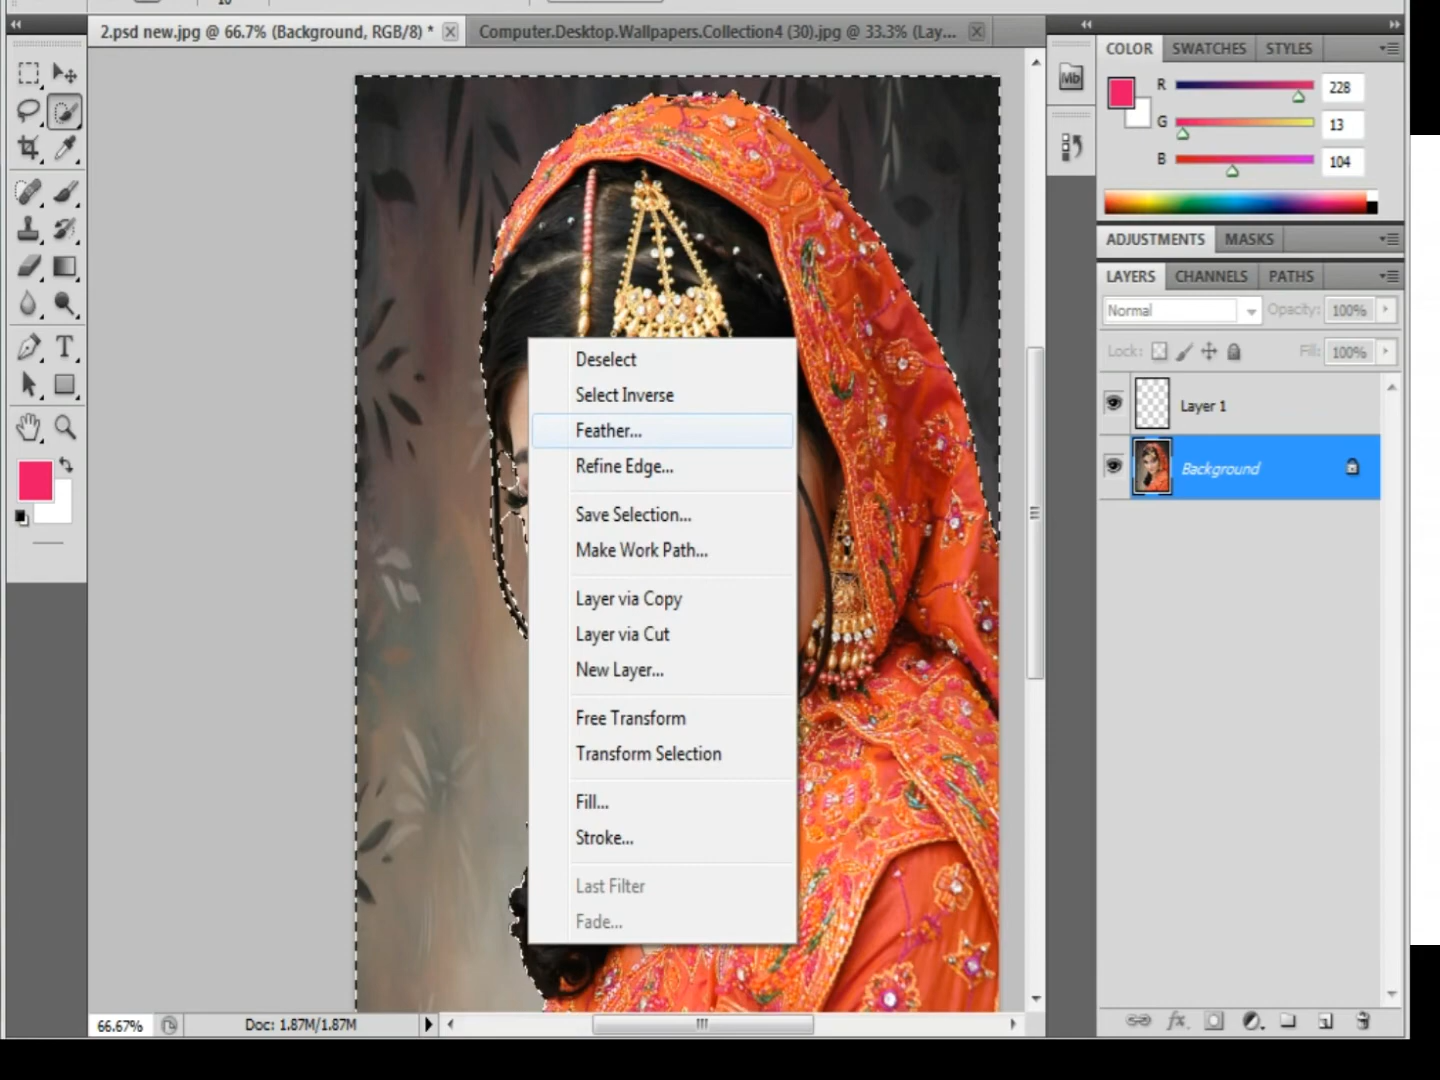 2.psd new.jpg @ 66.7% (Background, RGB/8) *
Computer.Desktop.Wallpapers.Collection4 (30).jpg @ 33.3% (Lay...
COLOR SWATCHES STYLES
Mb
R 228
G 13
B 104
ADJUSTMENTS MASKS
LAYERS CHANNELS PATHS
Normal Opacity: 100%
Lock: Fill: 100%
Layer 1
Background
T
Deselect
Select Inverse
Feather...
Refine Edge...
Save Selection...
Make Work Path...
Layer via Copy
Layer via Cut
New Layer...
Free Transform
Transform Selection
Fill...
Stroke...
Last Filter
Fade...
66.67% Doc: 1.87M/1.87M
fx.